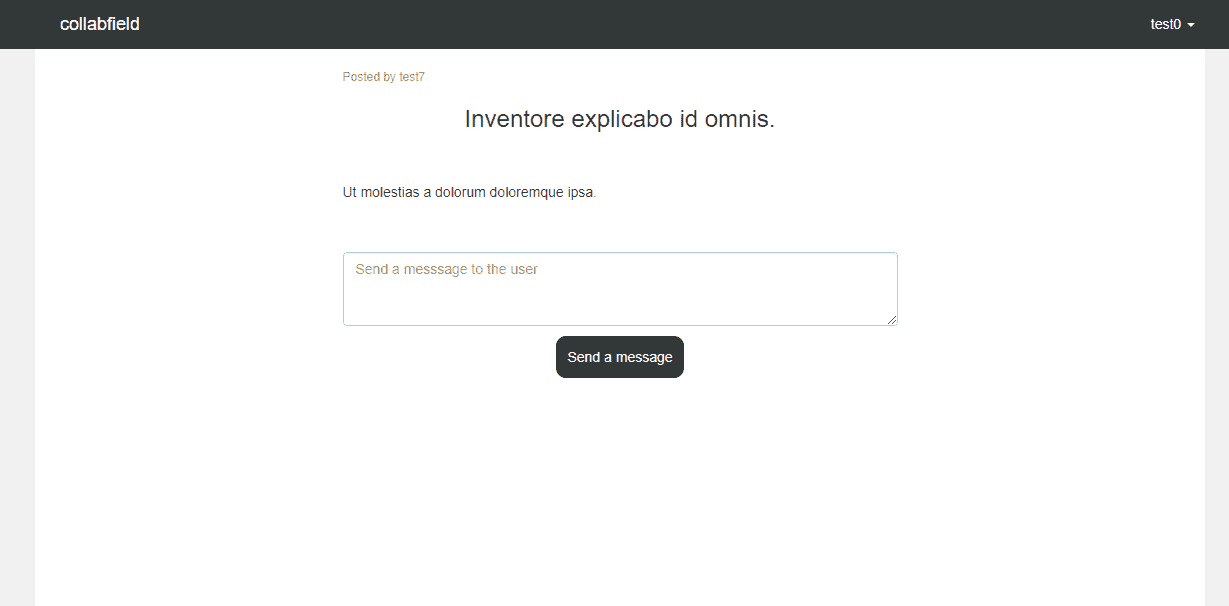 collabfield
test0
Posted by test7
Inventore explicabo id omnis.
Ut molestias a dolorum doloremque ipsa.
Send a messsage to the user
Send a message